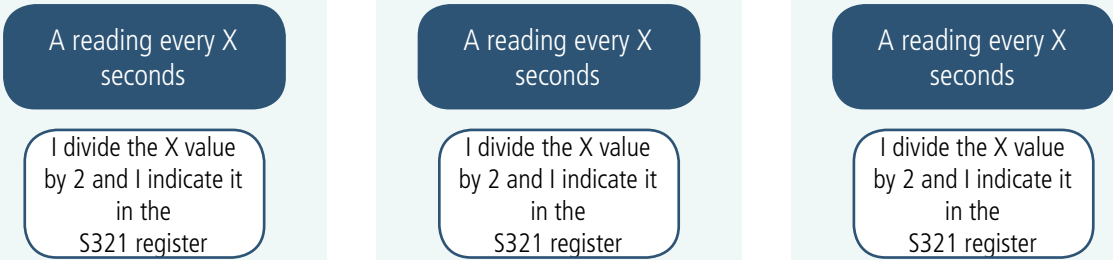 A reading every X
seconds
I divide the X value
by 2 and I indicate it
in the
S321 register
A reading every X
seconds
I divide the X value
by 2 and I indicate it
in the
S321 register
A reading every X
seconds
I divide the X value
by 2 and I indicate it
in the
S321 register